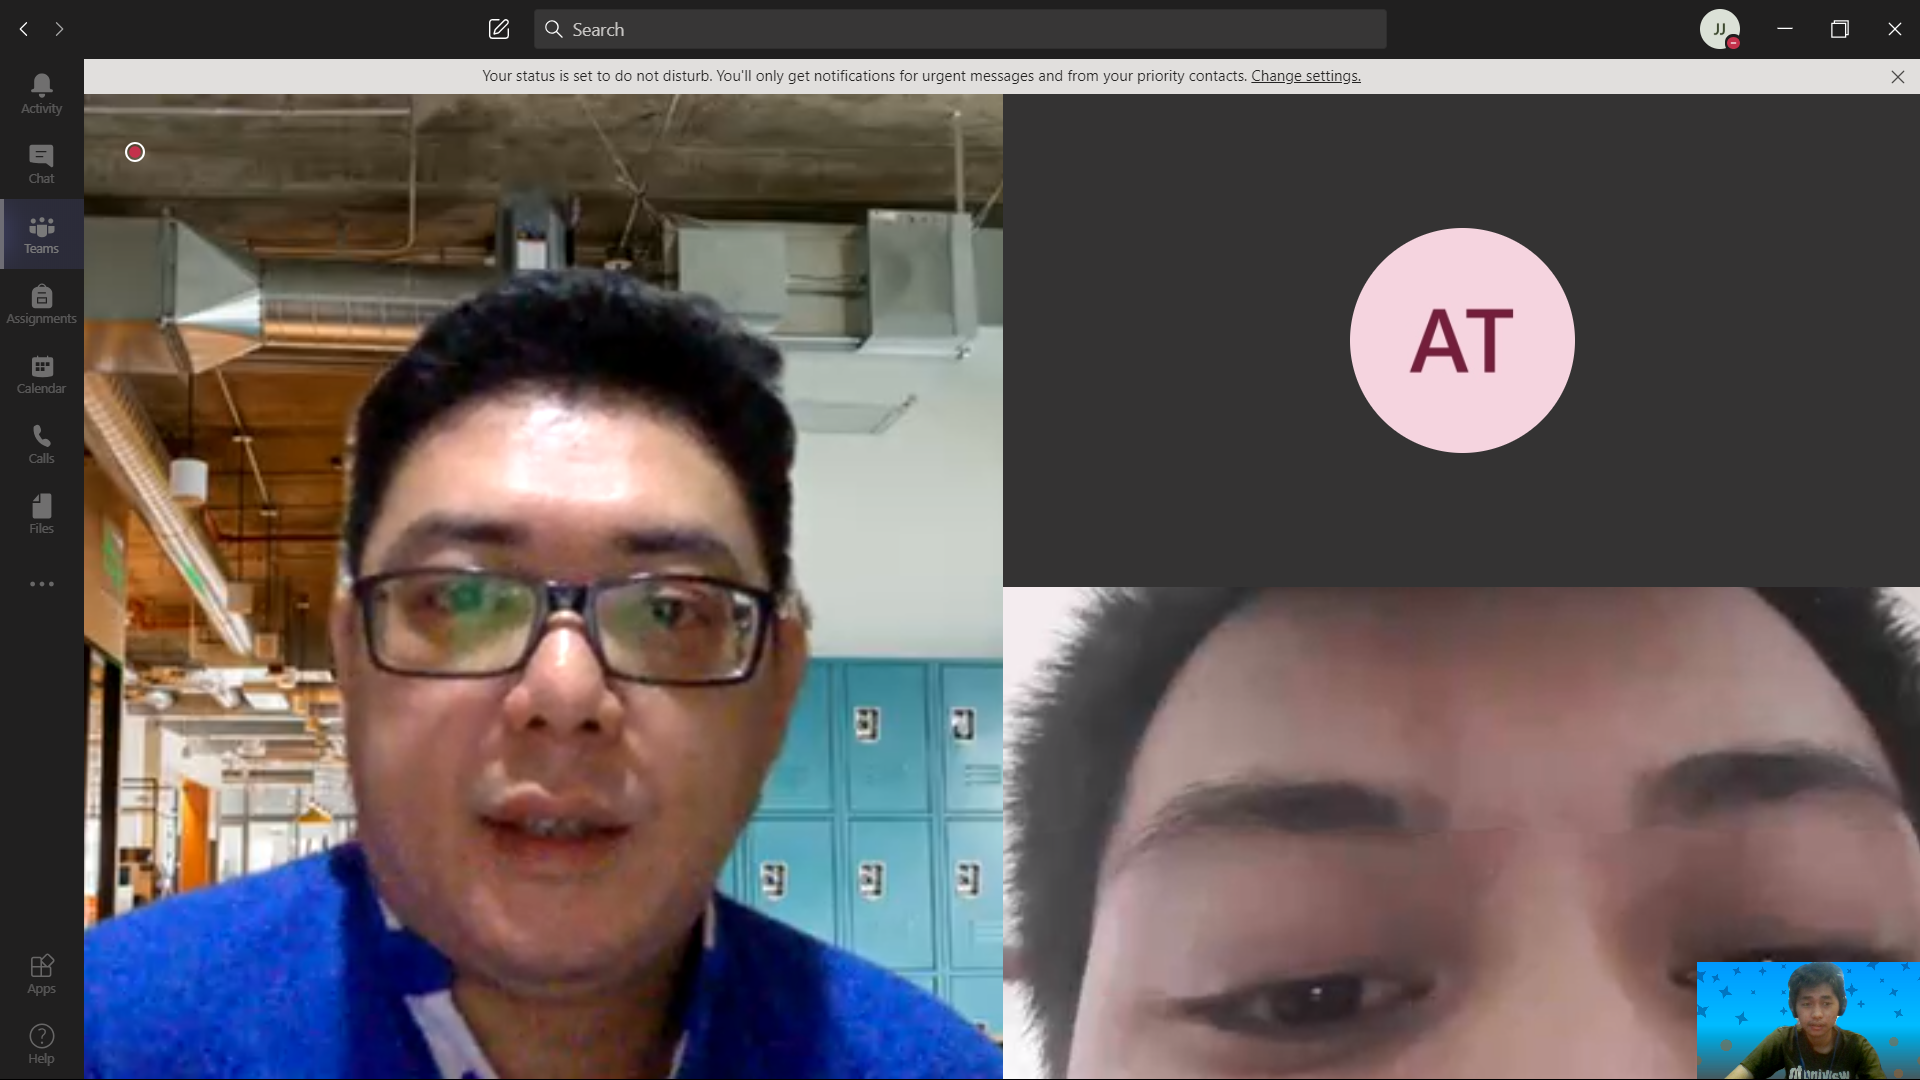 Search
JJ
Your status is set to do not disturb. You'll only get notifications for urgent messages and from your priority contacts. Change settings.
Activity
Chat
Teams
Assignments
Calendar
Calls
Files
Apps
Help
AT